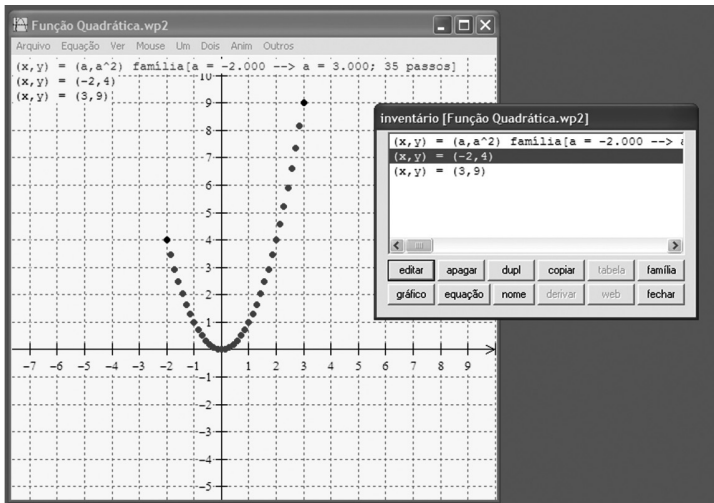 Função Quadrática.wp2
Arquivo Equação Ver Mouse Um Dois Anim Outros
(x,y) = (a,a^2) família[a = -2.000 --> a = 3.000; 35 passos]
(x,y) = (-2,4)
(x,y) = (3,9)
10
9
8
7
6
5
4
3
2
1
-7 -6 -5 -4 -3 -2 -1 1 2 3 4 5 6 7 8 9
-1
-2
-3
-4
-5
inventário [Função Quadrática.wp2]
(x,y) = (a,a^2) família[a = -2.000 --> a
(x,y) = (-2,4)
(x,y) = (3,9)
editar apagar dupl copiar tabela família
gráfico equação nome derivar web fechar